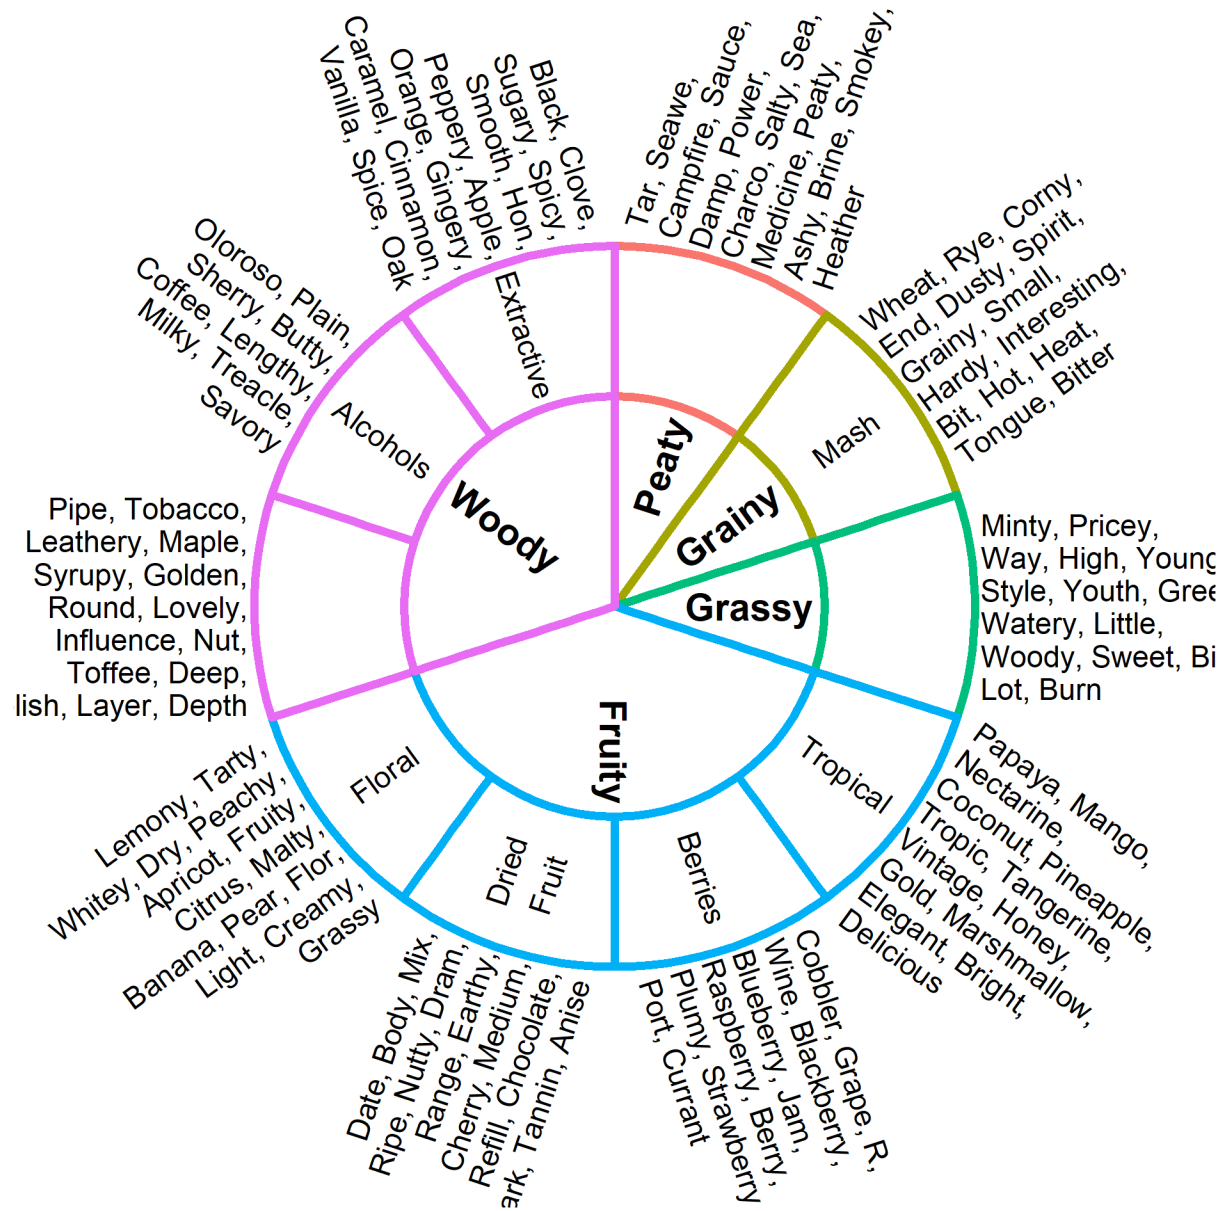 Tar, Seawe,
Campfire, Sauce,
Damp, Power,
Charco, Salty, Sea,
Medicine, Peaty,
Ashy, Brine, Smokey,
Heather
Peaty
Wheat, Rye, Corny,
End, Dusty, Spirit,
Grainy, Small,
Hardy, Interesting,
Bit, Hot, Heat,
Tongue, Bitter
Mash
Grainy
Minty, Pricey,
Way, High, Young
Style, Youth, Gree
Watery, Little,
Woody, Sweet, Bi
Lot, Burn
Grassy
Papaya, Mango,
Nectarine,
Coconut, Pineapple,
Tropic, Tangerine,
Vintage, Honey,
Gold, Marshmallow,
Elegant, Bright,
Delicious
Tropical
Cobbler, Grape, R,
Wine, Blackberry,
Blueberry, Jam,
Raspberry, Berry,
Plumy, Strawberry
Port, Currant
Berries
Fruity
Date, Body, Mix,
Ripe, Nutty, Dram,
Range, Earthy,
Cherry, Medium,
Refill, Chocolate,
ark, Tannin, Anise
Dried
Fruit
Lemony, Tarty,
Whitey, Dry, Peachy,
Apricot, Fruity,
Citrus, Malty,
Banana, Pear, Flor,
Light, Creamy,
Grassy
Floral
Pipe, Tobacco,
Leathery, Maple,
Syrupy, Golden,
Round, Lovely,
Influence, Nut,
Toffee, Deep,
lish, Layer, Depth
Woody
Oloroso, Plain,
Sherry, Butty,
Coffee, Lengthy,
Milky, Treacle,
Savory
Alcohols
Black, Clove,
Sugary, Spicy,
Smooth, Hon,
Peppery, Apple,
Orange, Gingery,
Caramel, Cinnamon,
Vanilla, Spice, Oak
Extractive